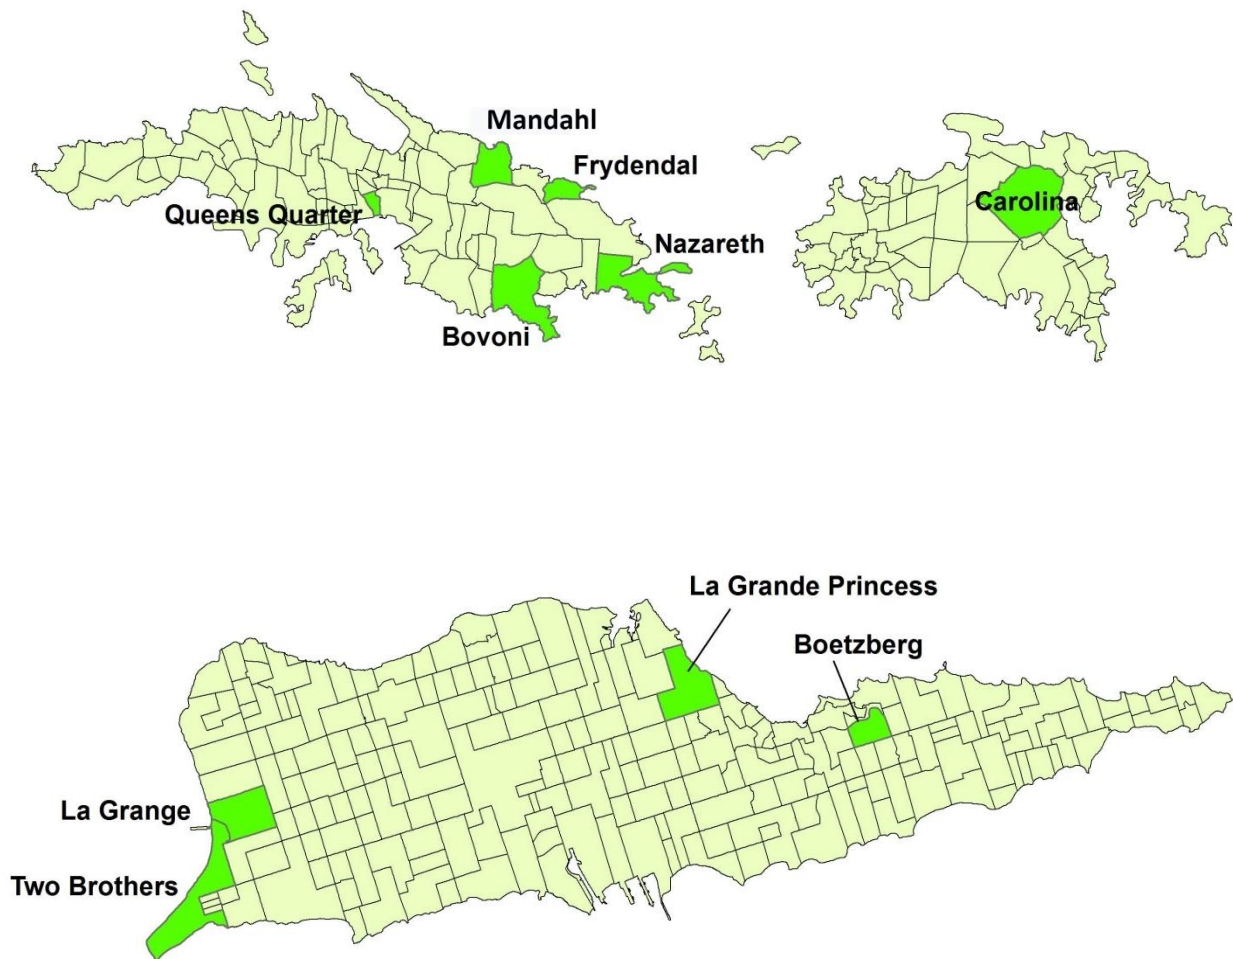 Mandahl
Frydendal
Queens Quarter
Carolina
Nazareth
Bovoni
La Grande Princess
Boetzberg
La Grange
Two Brothers